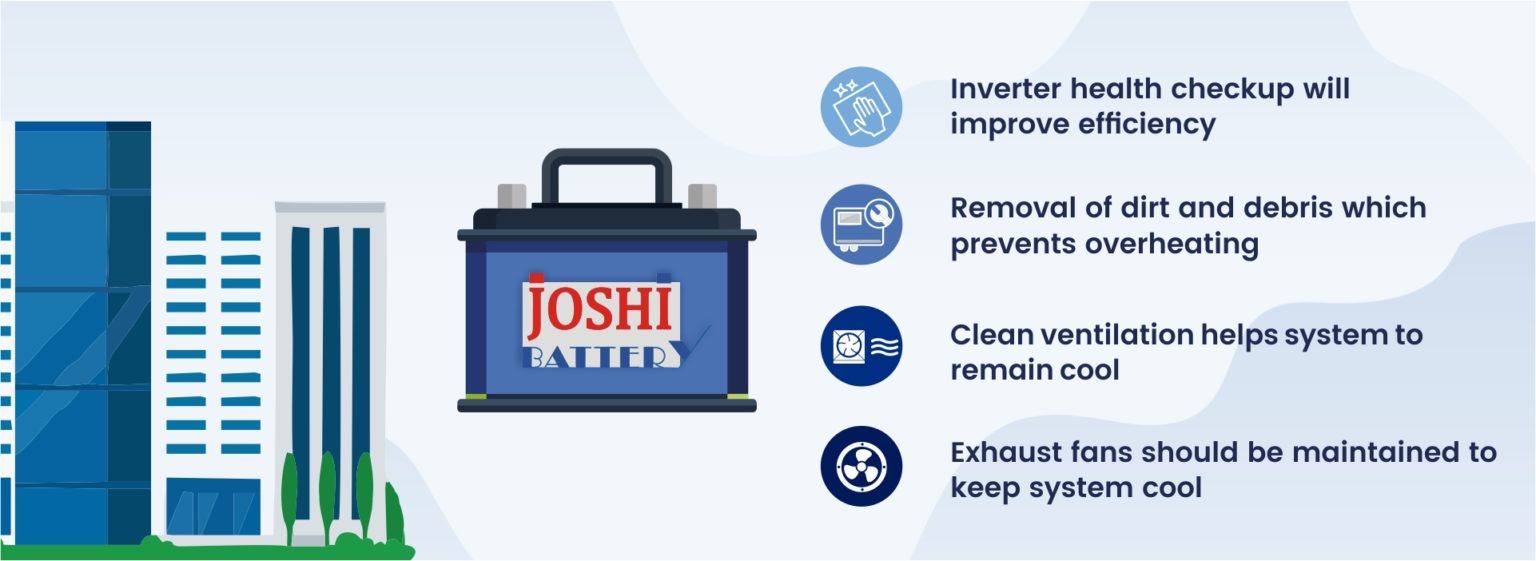 JOSHI
BATTERY
Inverter health checkup will
improve efficiency
Removal of dirt and debris which
prevents overheating
Clean ventilation helps system to
remain cool
Exhaust fans should be maintained to
keep system cool